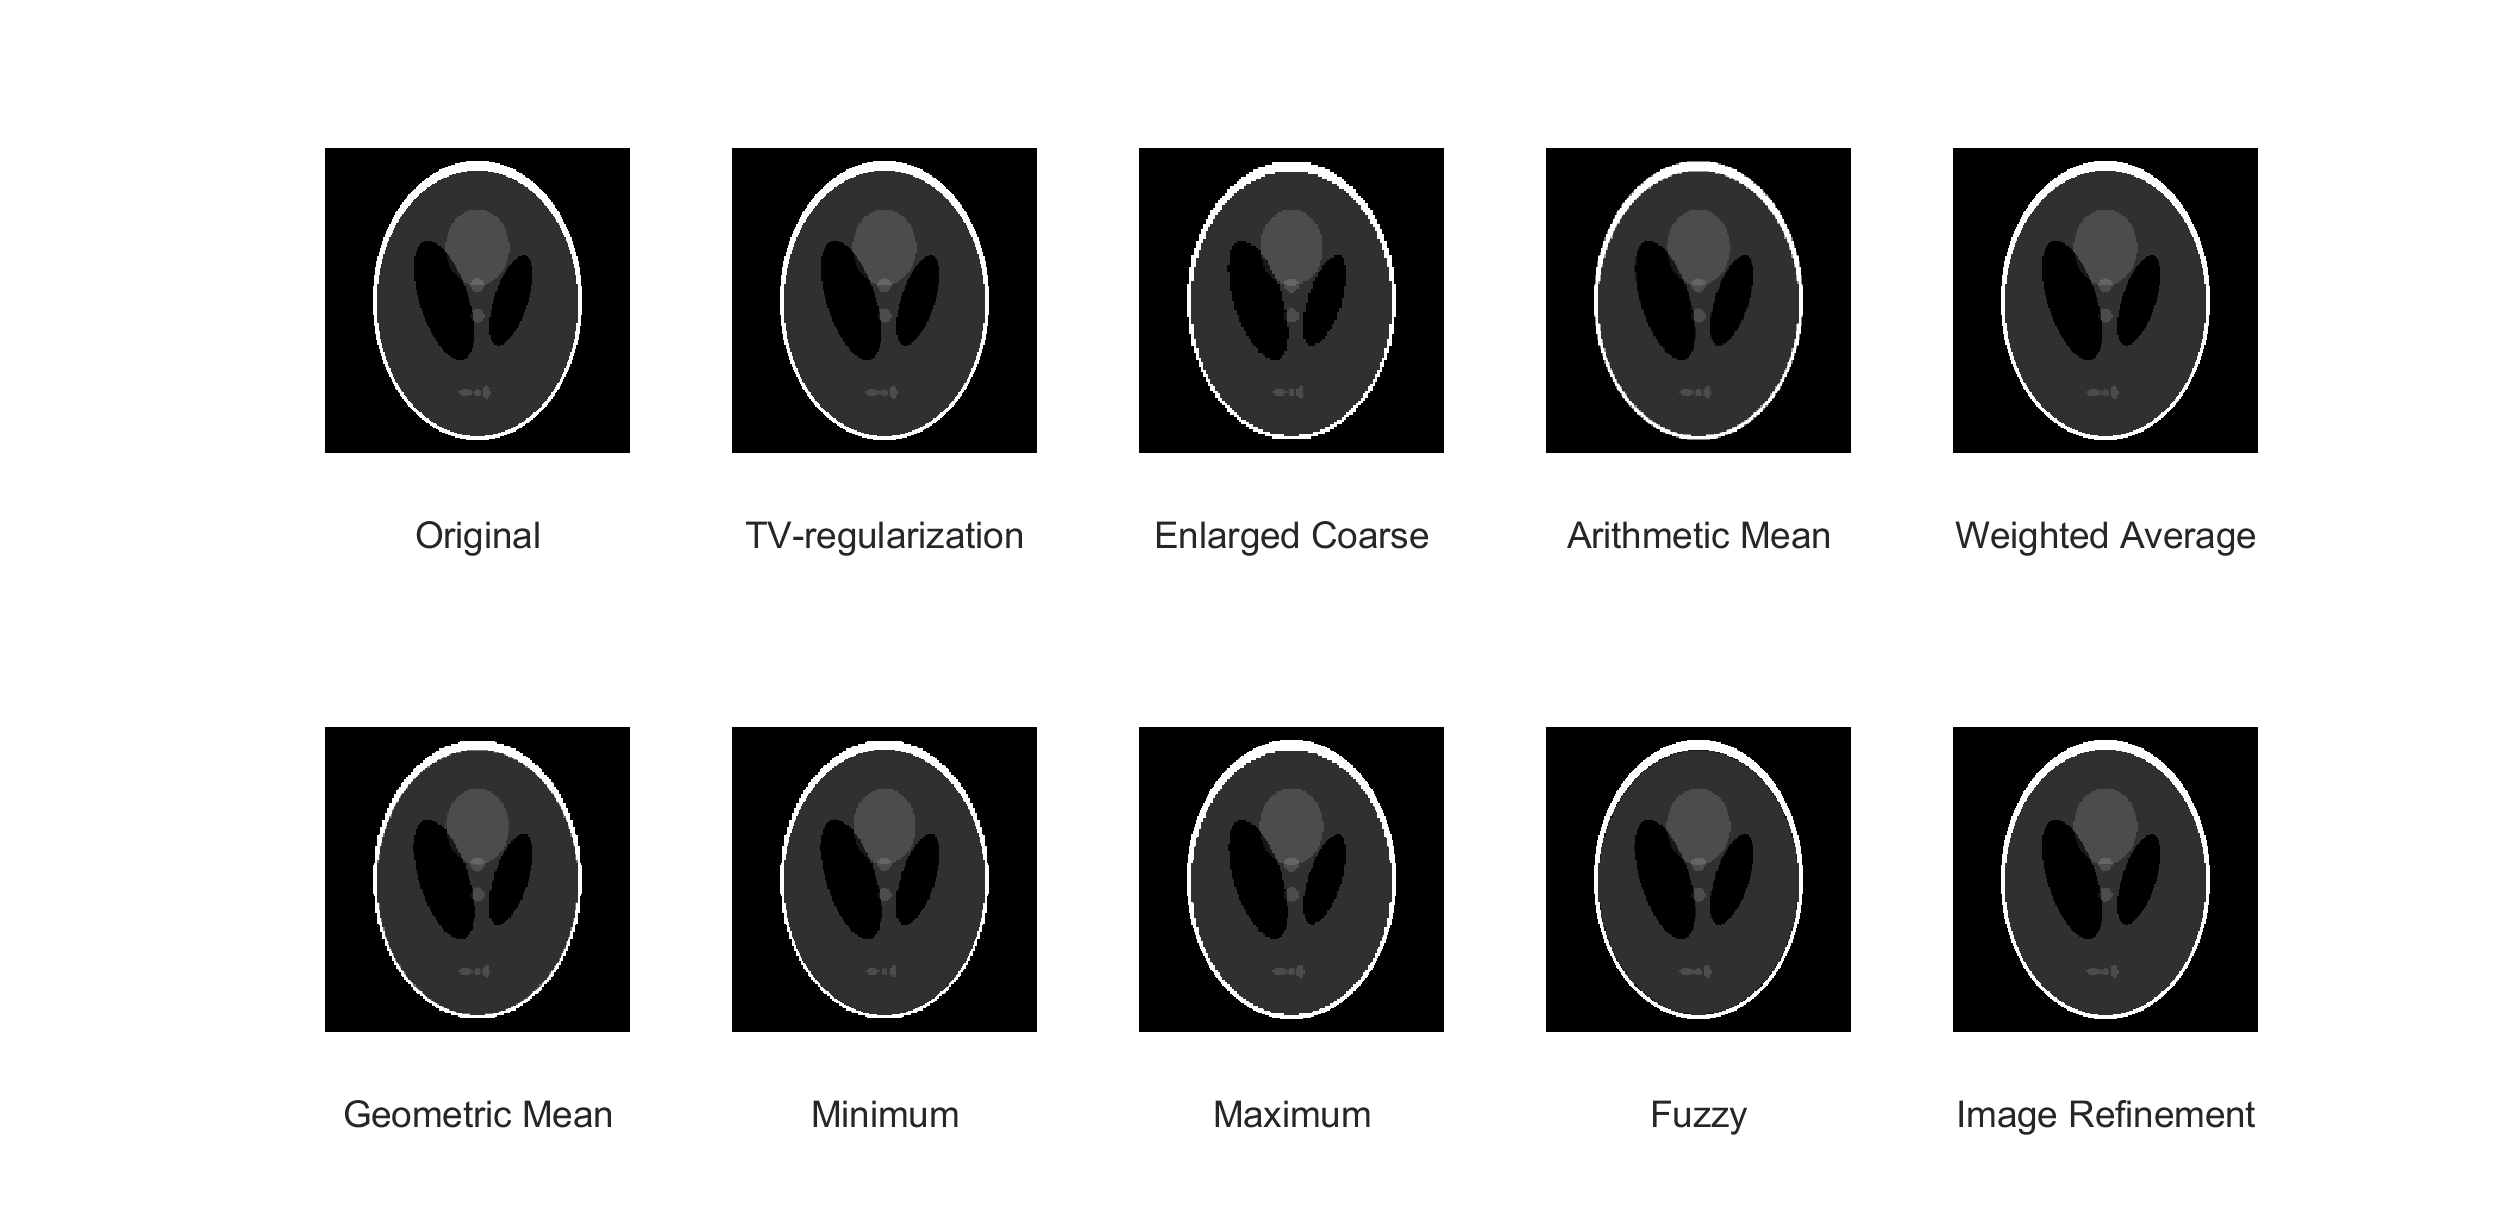 Original
TV-regularization
Enlarged Coarse
Arithmetic Mean
Weighted Average
Geometric Mean
Minimum
Maximum
Fuzzy
Image Refinement